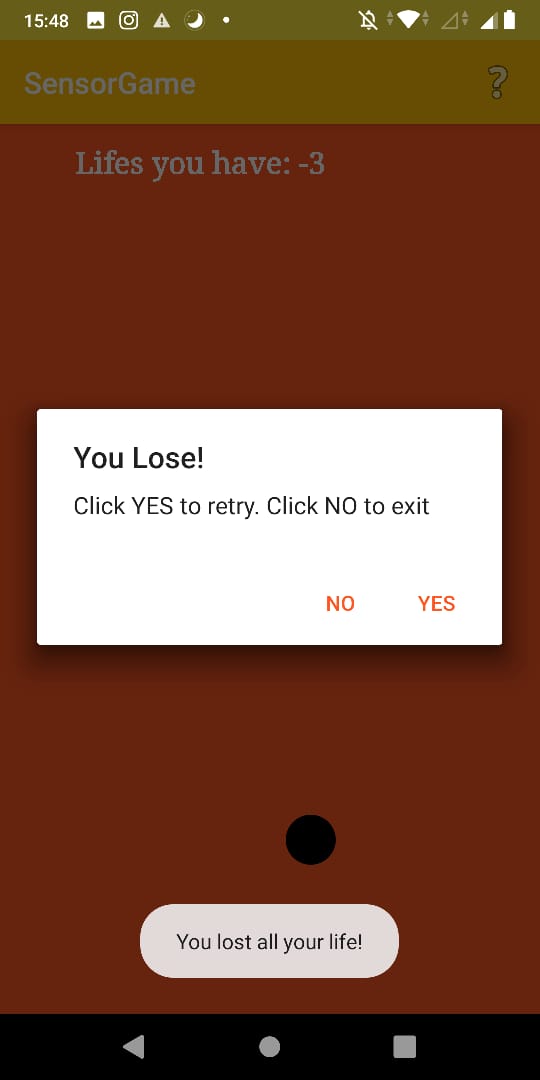 15:48
SensorGame
?
Lifes you have: -3
You Lose!
Click YES to retry. Click NO to exit
NO YES
You lost all your life!